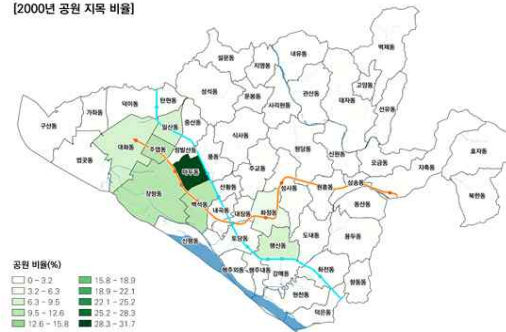 [2000년 공원 지목 비율]
백제동
설문동
내유동
지영동
고양동
덕이동
탄현동
성석동
문봉동
관산동
대자동
선유동
구산동
가좌동
중산동
사리현동
일산동
식사동
효자동
법곳동
대화동
주엽동
정발산동
풍동
원당동
신원동
오금동
지축동
마두동
주교동
장항동
산황동
성사동
원흥동
삼송동
북한동
백석동
내곡동
대장동
화정동
동산동
신평동
토당동
행신동
도내동
용두동
행주외동
행주내동
강매동
화전동
향동동
현천동
덕은동
공원 비율(%)
0 – 3.2
3.2 – 6.3
6.3 – 9.5
9.5 – 12.6
12.6 – 15.8
15.8 – 18.9
18.9 – 22.1
22.1 – 25.2
25.2 – 28.3
28.3 – 31.7